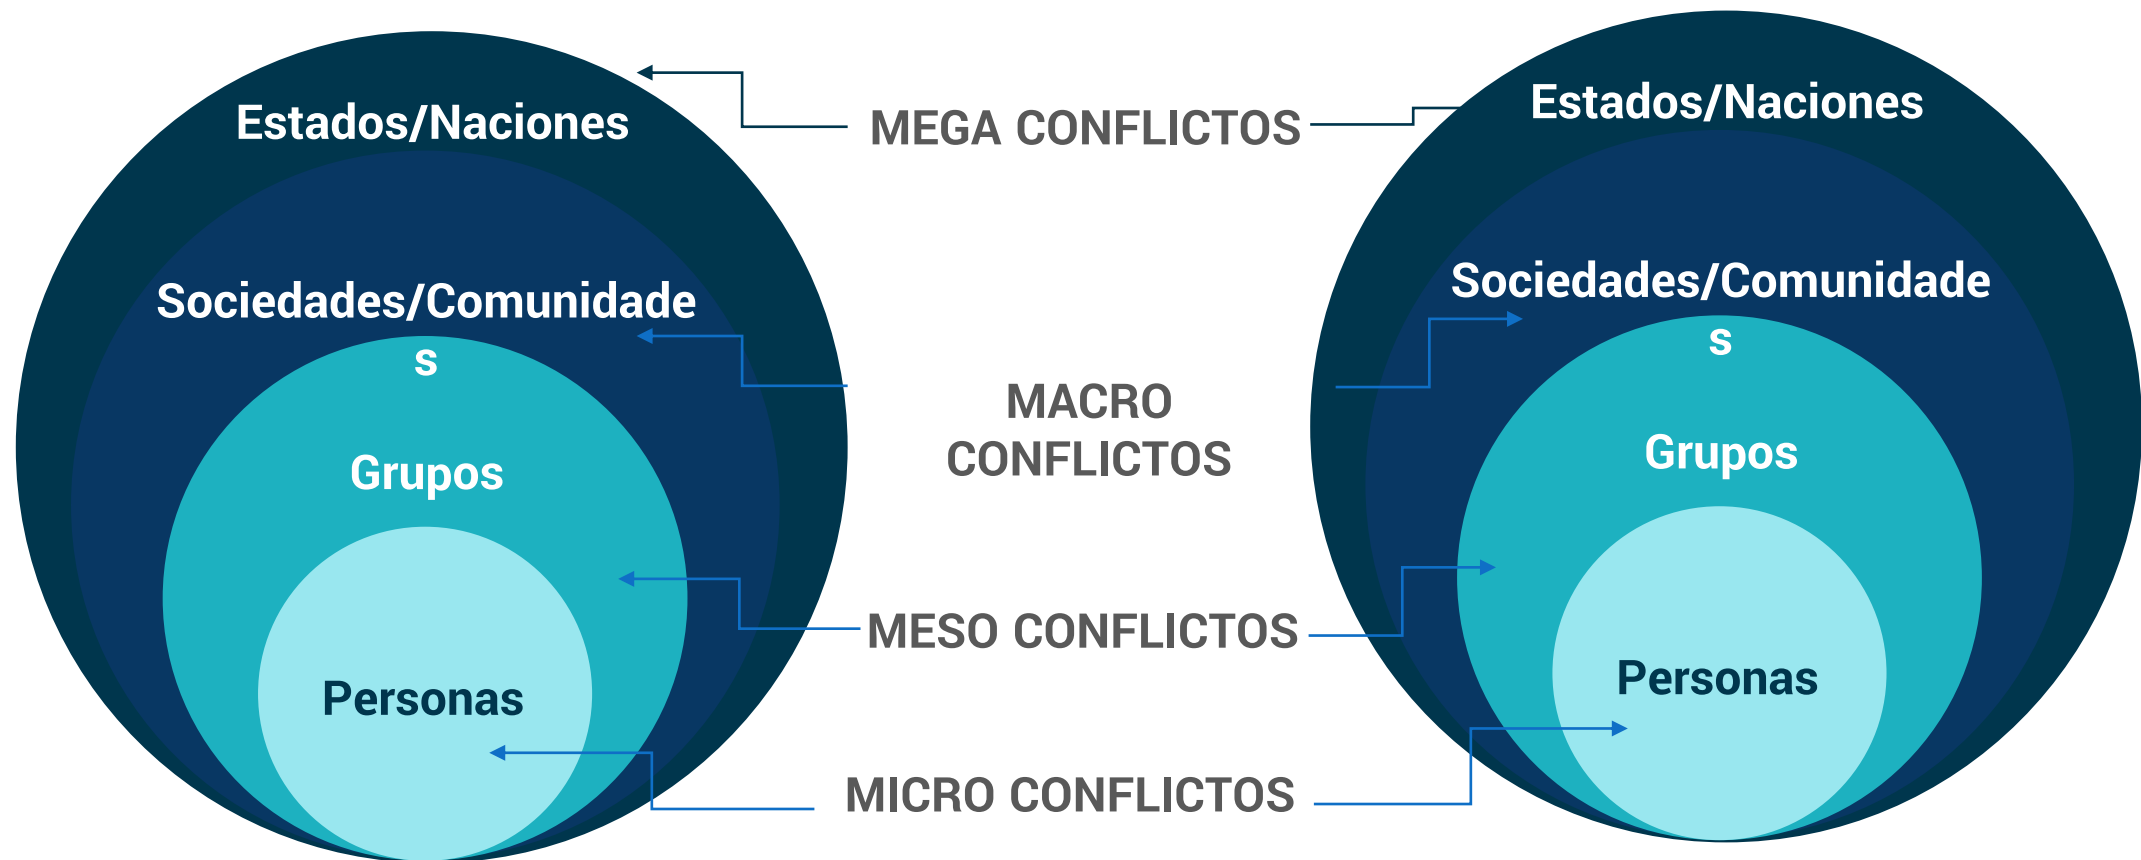 Estados/Naciones
Sociedades/Comunidade
s
Grupos
Personas
MEGA CONFLICTOS
MACRO
CONFLICTOS
MESO CONFLICTOS
MICRO CONFLICTOS
Estados/Naciones
Sociedades/Comunidade
s
Grupos
Personas